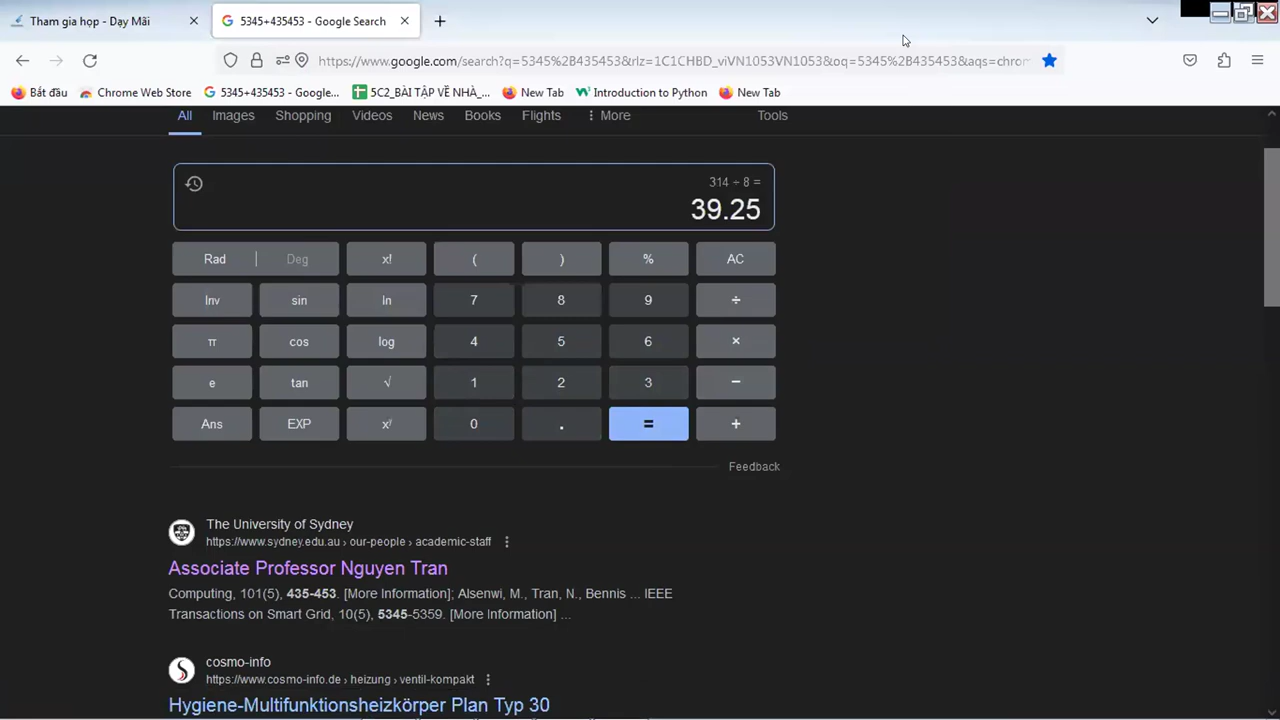 Tham gia họp - Dạy Mãi
5345+435453 - Google Search
https://www.google.com/search?q=5345%2B435453&rlz=1C1CHBD_viVN1053VN1053&oq=5345%2B435453&aqs=chrom
Bắt đầu
Chrome Web Store
5345+435453 - Google...
5C2_BÀI TẬP VỀ NHÀ_...
New Tab
Introduction to Python
New Tab
All Images Shopping Videos News Books Flights More Tools
314 ÷ 8 =
39.25
Rad | Deg x! ( ) % AC
Inv sin ln 7 8 9 ÷
π cos log 4 5 6 ×
e tan √ 1 2 3 −
Ans EXP xʸ 0 . = +
Feedback
The University of Sydney
https://www.sydney.edu.au › our-people › academic-staff
Associate Professor Nguyen Tran
Computing, 101(5), 435-453. [More Information]; Alsenwi, M., Tran, N., Bennis ... IEEE
Transactions on Smart Grid, 10(5), 5345-5359. [More Information] ...
cosmo-info
https://www.cosmo-info.de › heizung › ventil-kompakt
Hygiene-Multifunktionsheizkörper Plan Typ 30